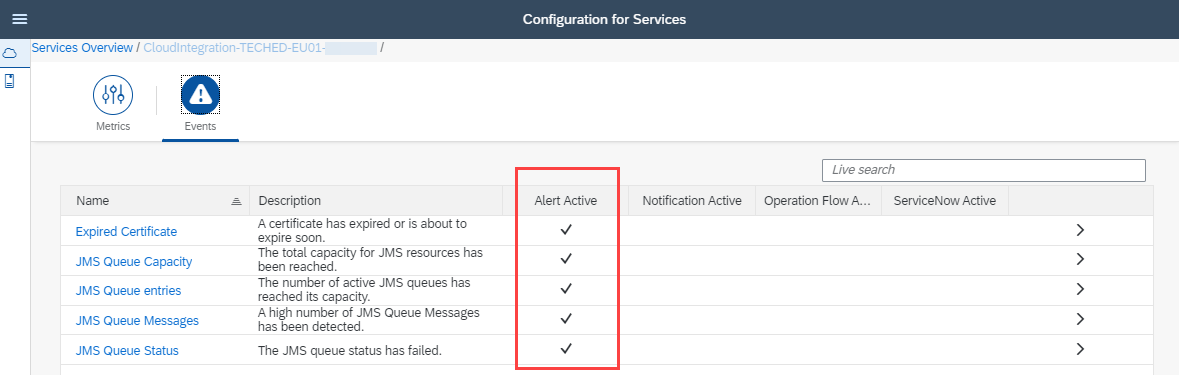 Configuration for Services
Services Overview / CloudIntegration-TECHED-EU01- /
Metrics
Events
Live search
Name Description Alert Active Notification Active Operation Flow A... ServiceNow Active
Expired Certificate
A certificate has expired or is about to
expire soon.
JMS Queue Capacity
The total capacity for JMS resources has
been reached.
JMS Queue entries
The number of active JMS queues has
reached its capacity.
JMS Queue Messages
A high number of JMS Queue Messages
has been detected.
JMS Queue Status
The JMS queue status has failed.